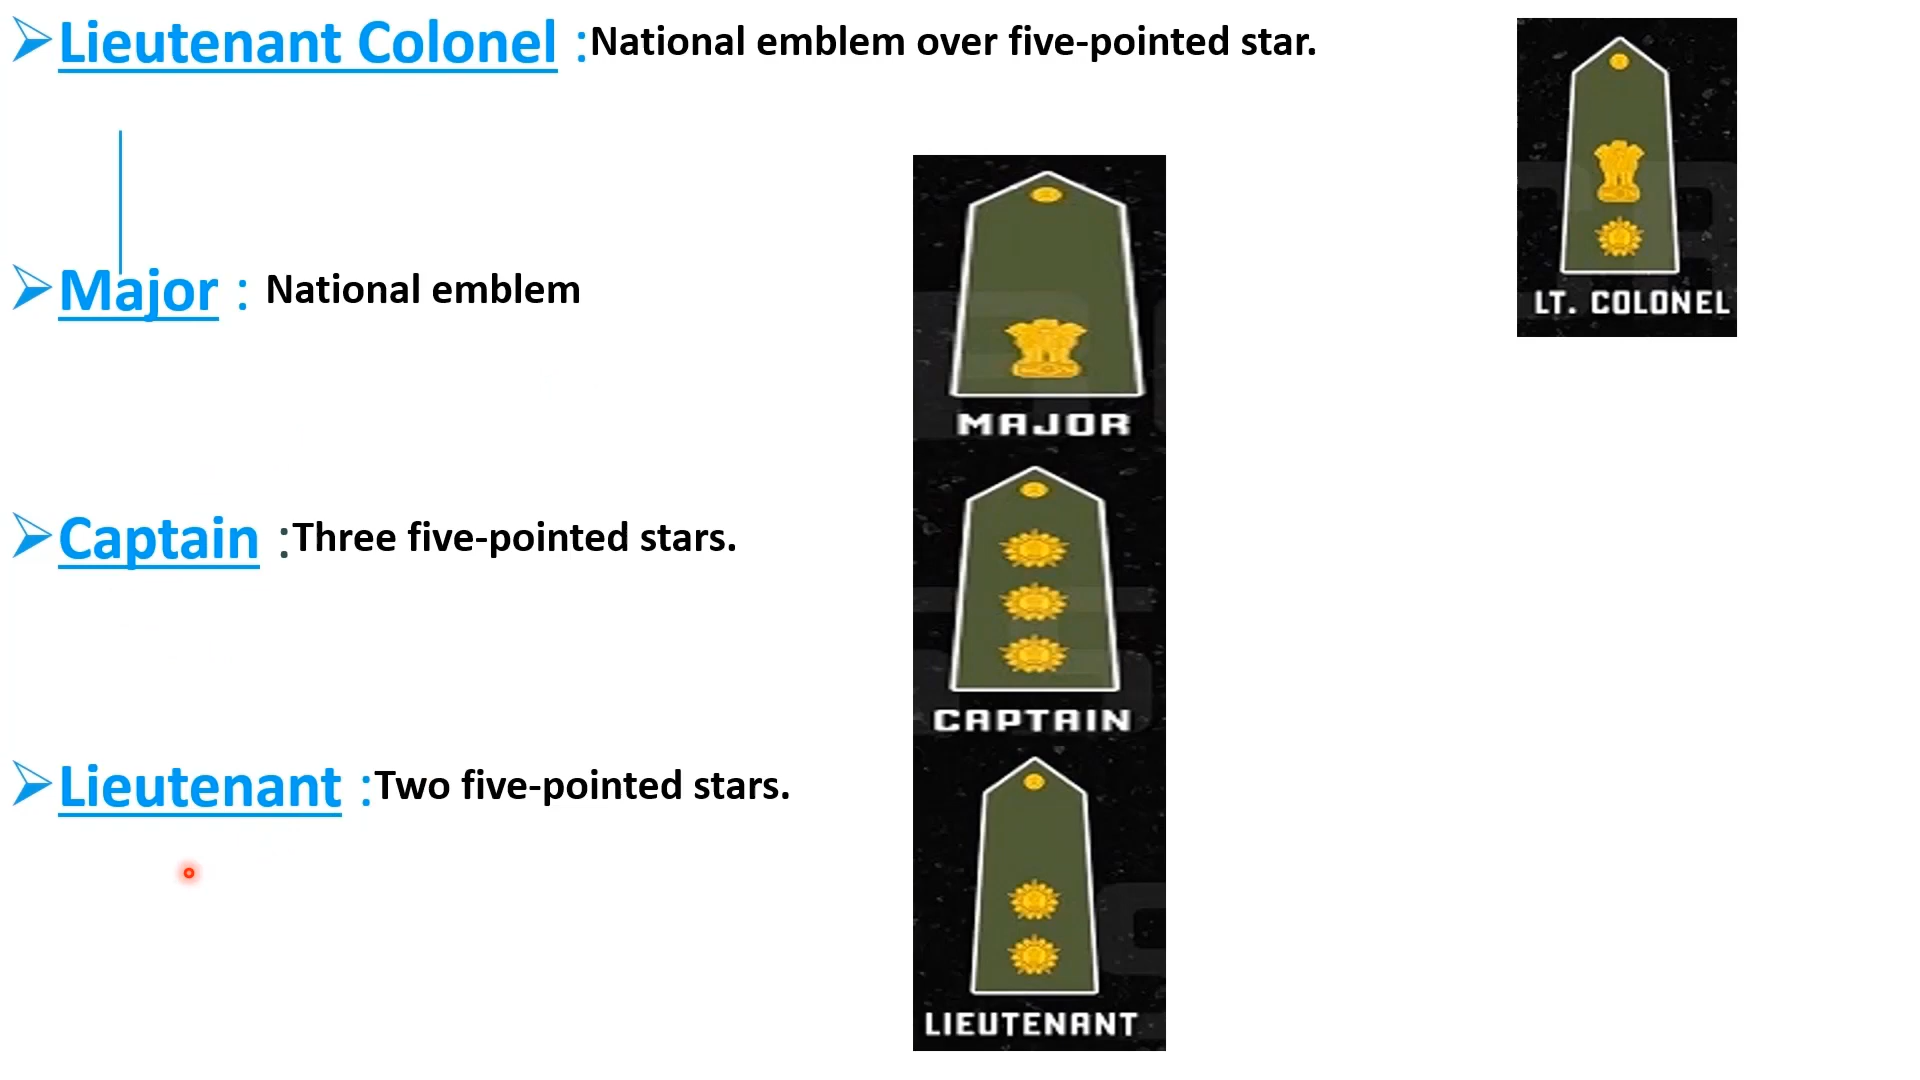 Lieutenant Colonel :National emblem over five-pointed star.
LT. COLONEL
Major : National emblem
MAJOR
Captain :Three five-pointed stars.
CAPTAIN
Lieutenant :Two five-pointed stars.
LIEUTENANT